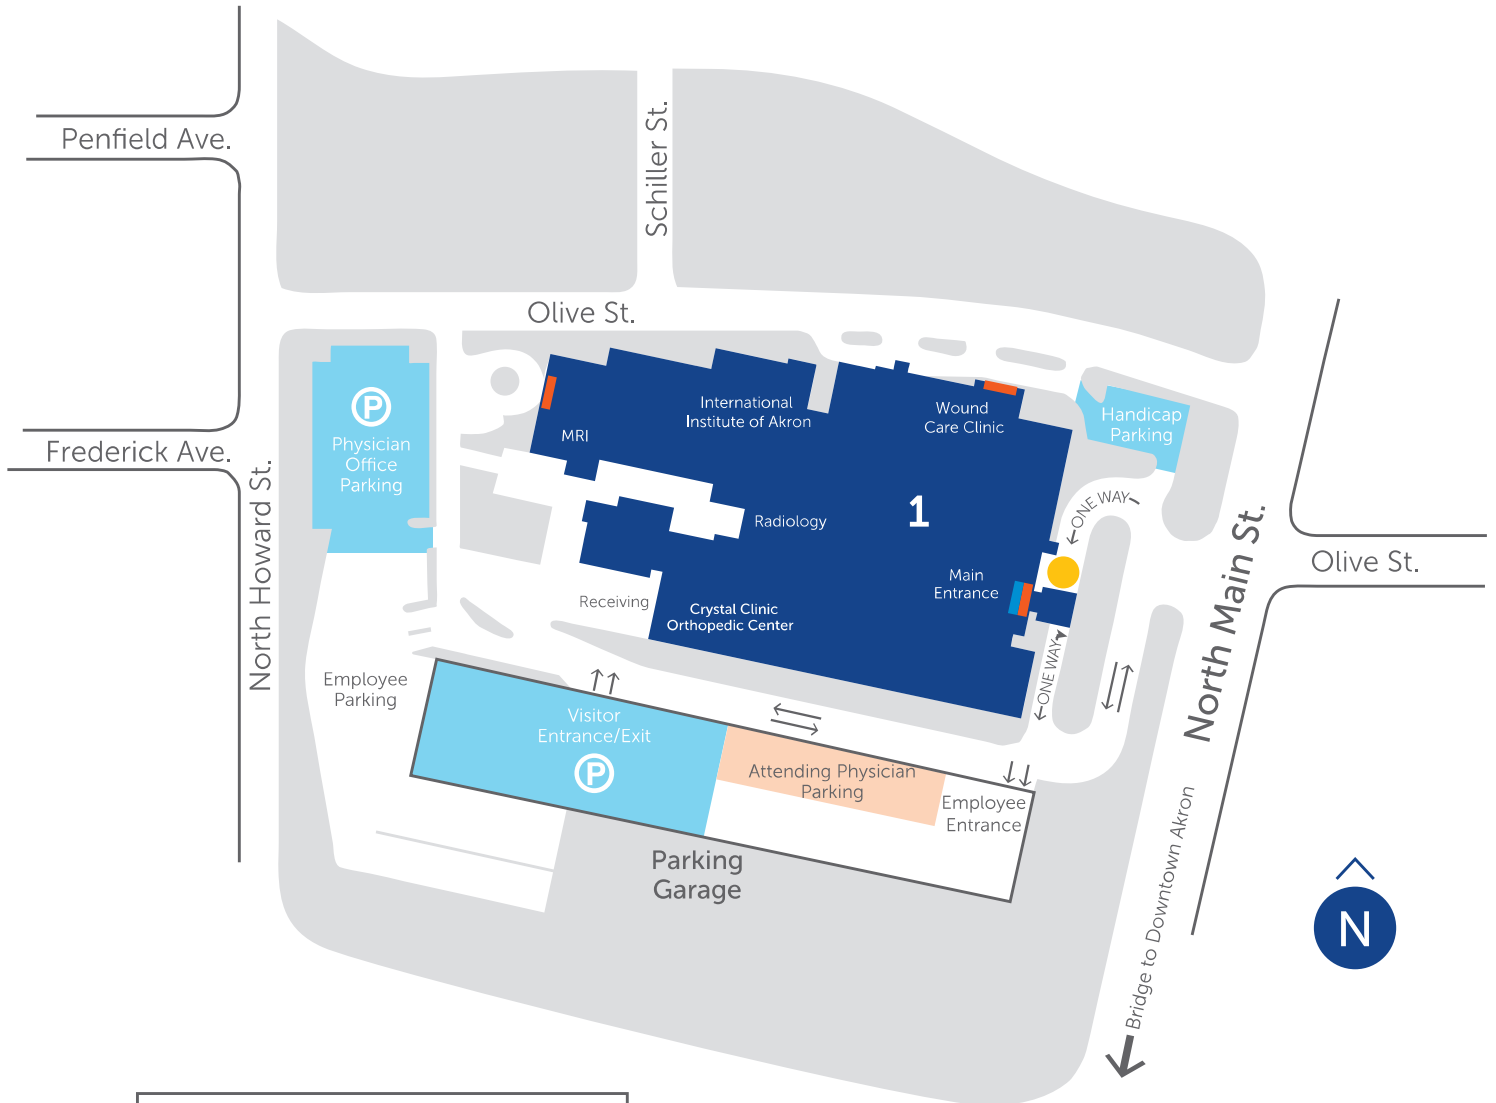 Penfield Ave.
Schiller St.
Olive St.
P
Physician
Office
Parking
International
Institute of Akron
MRI
Wound
Care Clinic
Handicap
Parking
Frederick Ave.
North Howard St.
Radiology
1
ONE WAY
Olive St.
Main
Entrance
Receiving
Crystal Clinic
Orthopedic Center
ONE WAY
North Main St.
Employee
Parking
Visitor
Entrance/Exit
P
Attending Physician
Parking
Employee
Entrance
Parking
Garage
Bridge to Downtown Akron
N